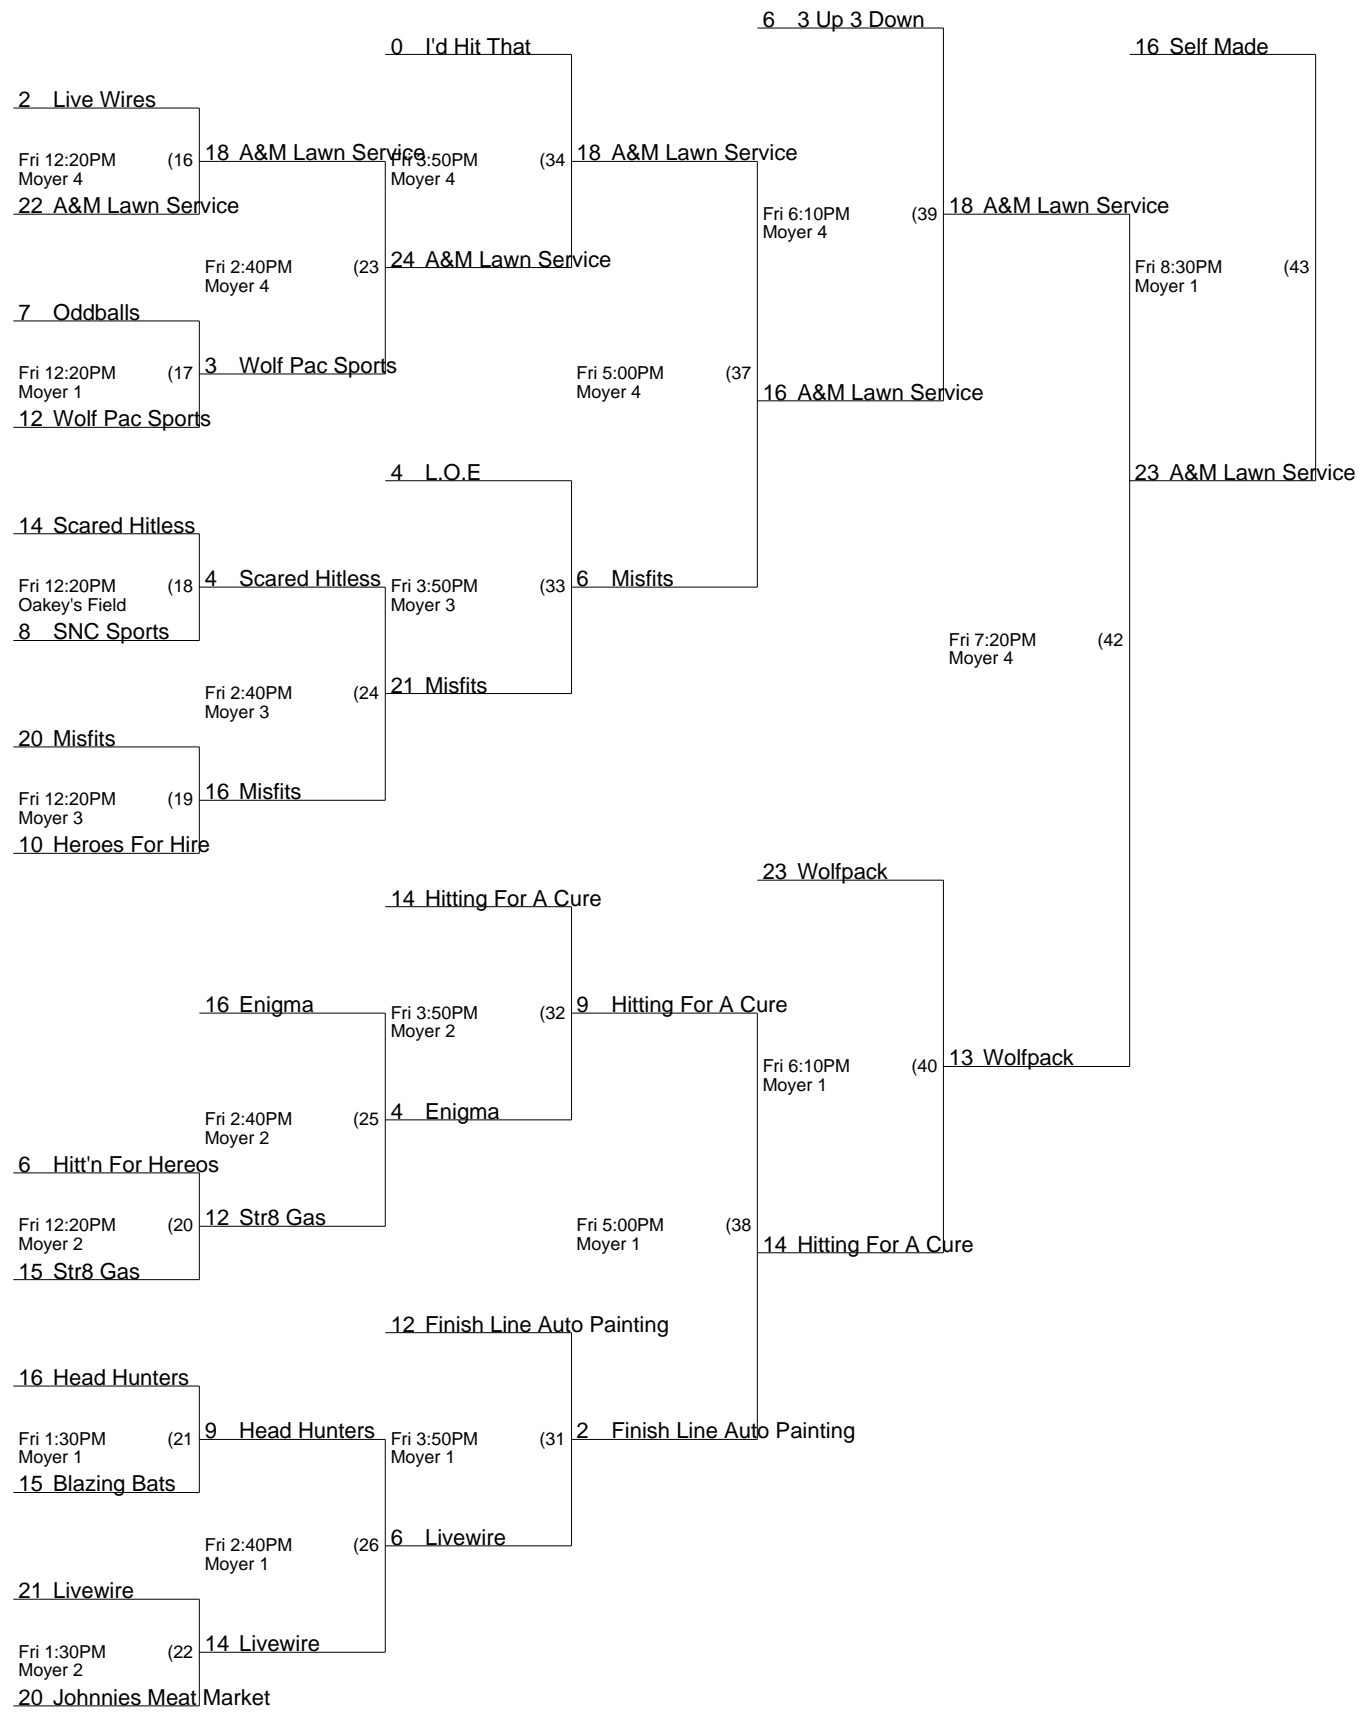 6 3 Up 3 Down
0 I'd Hit That
16 Self Made
2 Live Wires
Fri 12:20PM (16
Moyer 4
18 A&M Lawn Service
Fri 3:50PM (34
Moyer 4
18 A&M Lawn Service
22 A&M Lawn Service
Fri 6:10PM (39
Moyer 4
18 A&M Lawn Service
Fri 2:40PM (23
Moyer 4
24 A&M Lawn Service
Fri 8:30PM (43
Moyer 1
7 Oddballs
Fri 12:20PM (17
Moyer 1
3 Wolf Pac Sports
Fri 5:00PM (37
Moyer 4
16 A&M Lawn Service
12 Wolf Pac Sports
4 L.O.E
23 A&M Lawn Service
14 Scared Hitless
Fri 12:20PM (18
Oakey's Field
4 Scared Hitless
Fri 3:50PM (33
Moyer 3
6 Misfits
8 SNC Sports
Fri 7:20PM (42
Moyer 4
Fri 2:40PM (24
Moyer 3
21 Misfits
20 Misfits
Fri 12:20PM (19
Moyer 3
16 Misfits
10 Heroes For Hire
23 Wolfpack
14 Hitting For A Cure
16 Enigma
Fri 3:50PM (32
Moyer 2
9 Hitting For A Cure
Fri 6:10PM (40
Moyer 1
13 Wolfpack
Fri 2:40PM (25
Moyer 2
4 Enigma
6 Hitt'n For Hereos
Fri 12:20PM (20
Moyer 2
12 Str8 Gas
Fri 5:00PM (38
Moyer 1
14 Hitting For A Cure
15 Str8 Gas
12 Finish Line Auto Painting
16 Head Hunters
Fri 1:30PM (21
Moyer 1
9 Head Hunters
Fri 3:50PM (31
Moyer 1
2 Finish Line Auto Painting
15 Blazing Bats
Fri 2:40PM (26
Moyer 1
6 Livewire
21 Livewire
Fri 1:30PM (22
Moyer 2
14 Livewire
20 Johnnies Meat Market